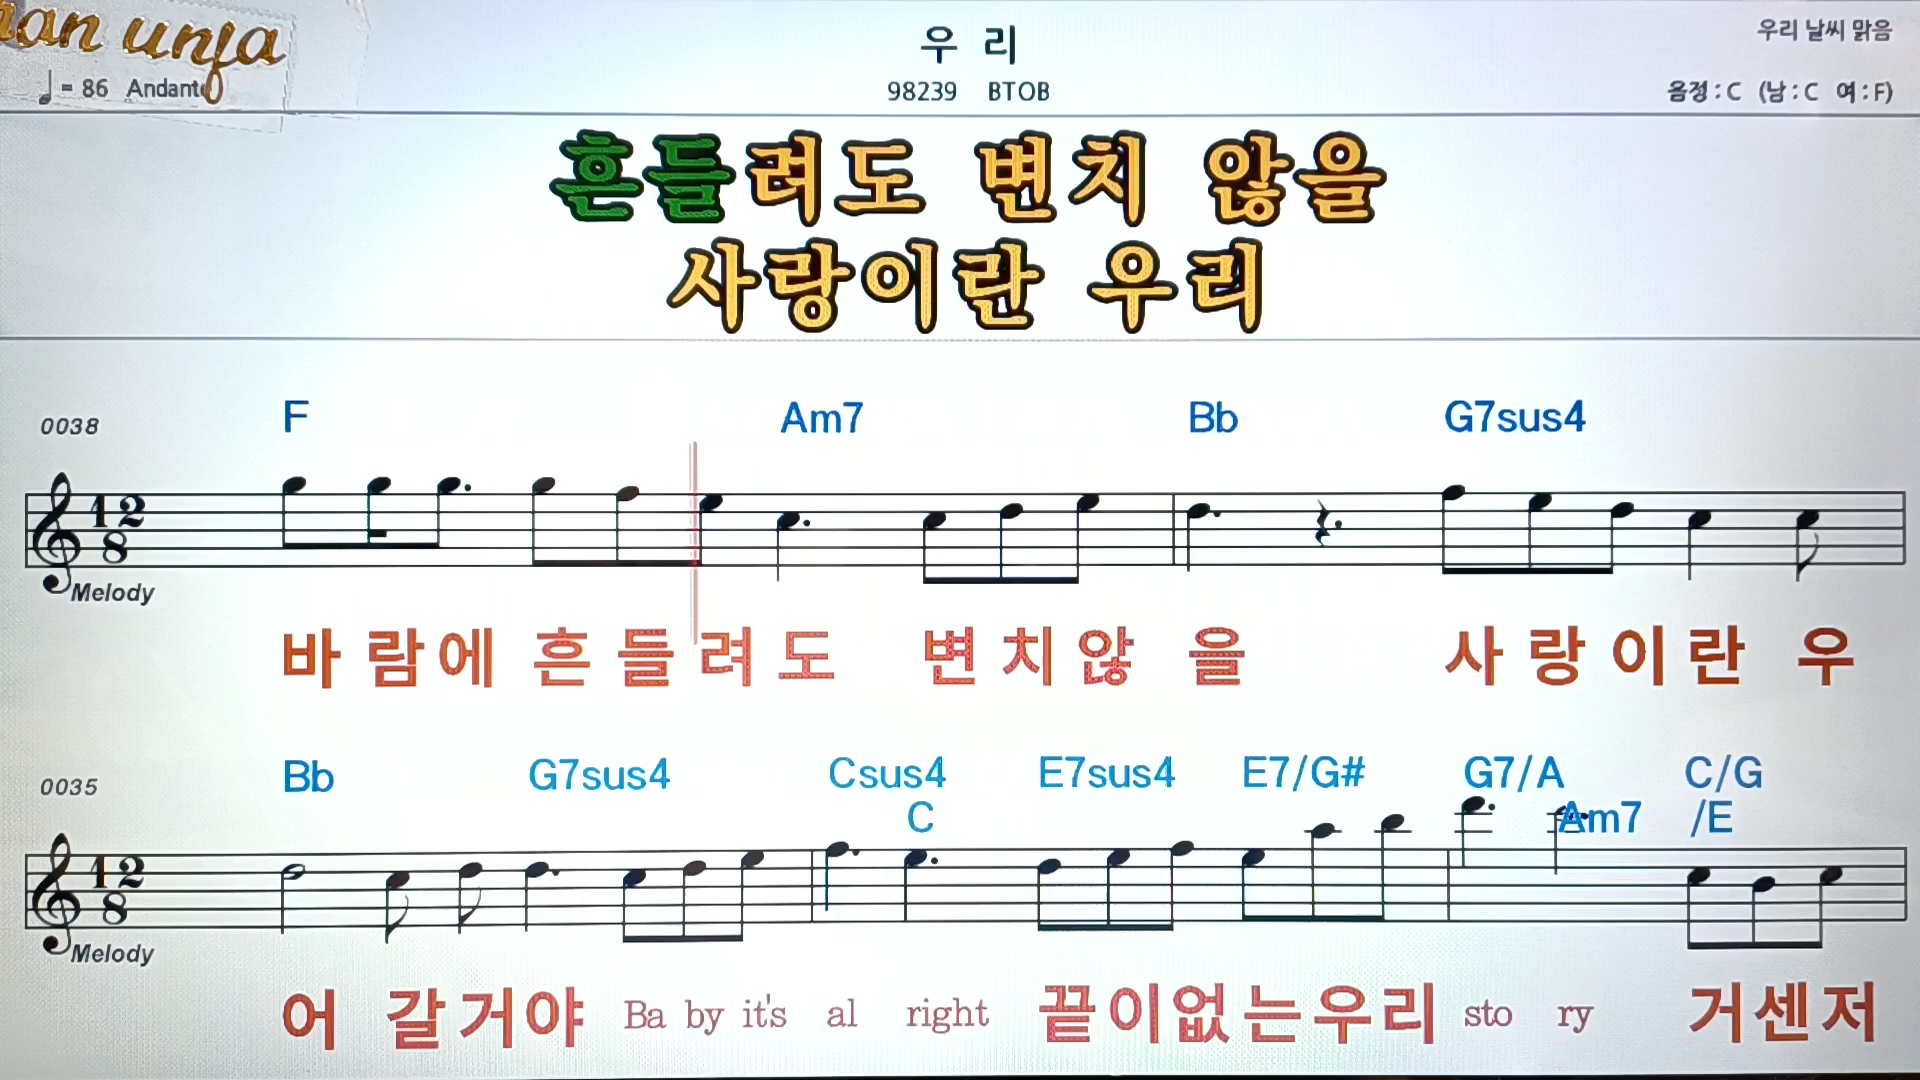 우리
우리 날씨 맑음
♩= 86 Andante
98239 BTOB
음정 : C (남 : C 여 : F)
흔들려도 변치 않을
사랑이란 우리
0038 F Am7 Bb G7sus4
12
8
Melody
바 람 에 흔 들 려 도 변 치 않 을 사 랑 이 란 우
0035 Bb G7sus4 Csus4 E7sus4 E7/G# G7/A C/G
C Am7 /E
12
8
Melody
어 갈 거 야 Ba by it's al right 끝 이 없 는 우 리 sto ry 거 센 저